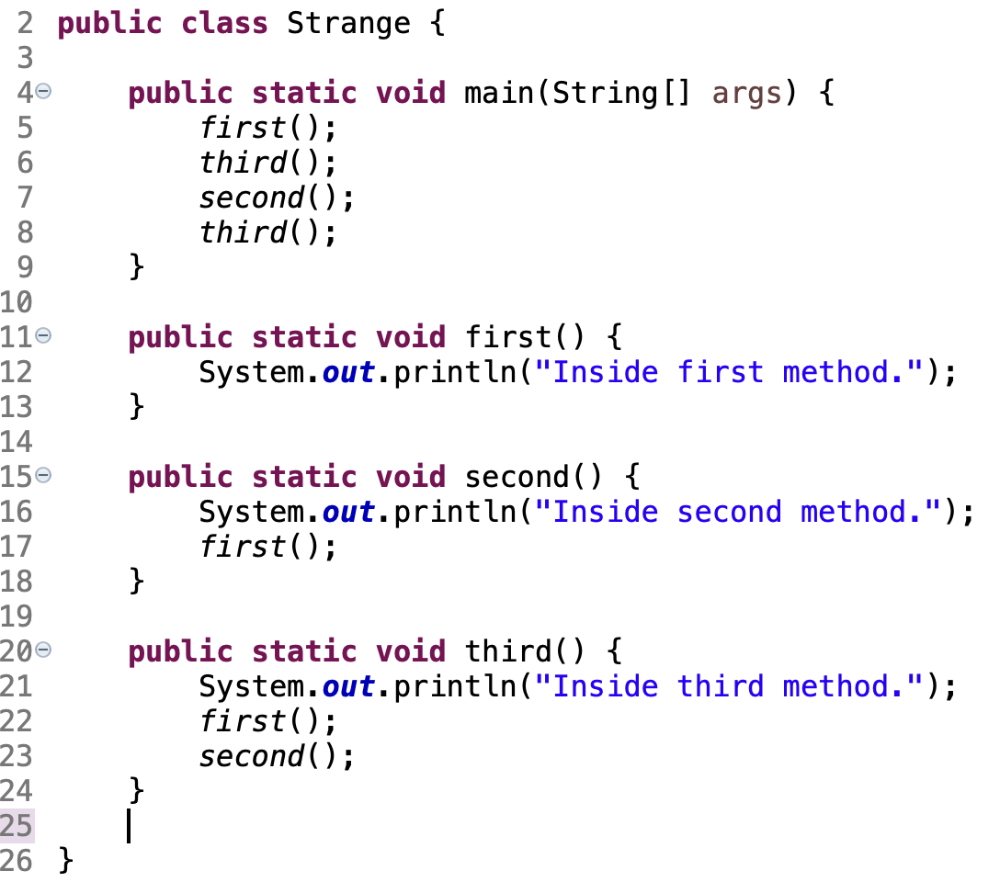 2 public class Strange {
3
4 public static void main(String[] args) {
5 first();
6 third();
7 second();
8 third();
9 }
10
11 public static void first() {
12 System.out.println("Inside first method.");
13 }
14
15 public static void second() {
16 System.out.println("Inside second method.");
17 first();
18 }
19
20 public static void third() {
21 System.out.println("Inside third method.");
22 first();
23 second();
24 }
25
26 }